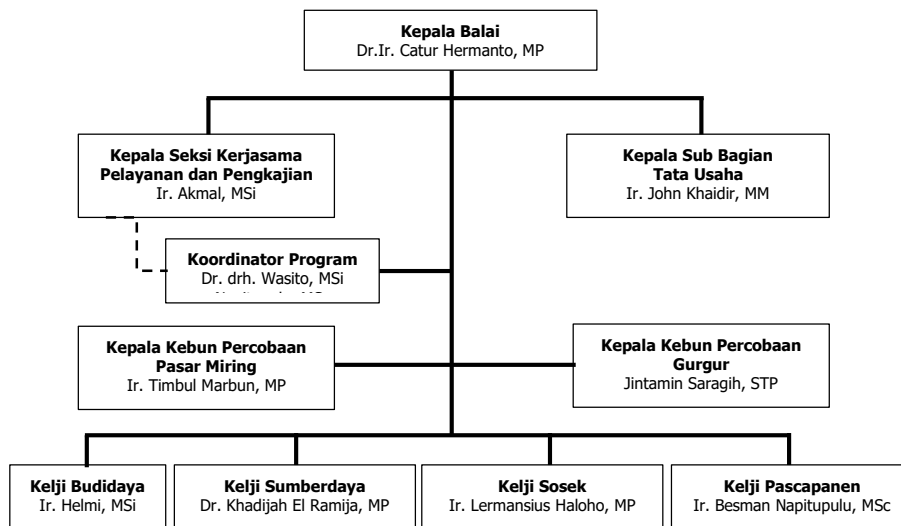 Kepala Balai
Dr.Ir. Catur Hermanto, MP
Kepala Seksi Kerjasama
Pelayanan dan Pengkajian
Ir. Akmal, MSi
Kepala Sub Bagian
Tata Usaha
Ir. John Khaidir, MM
Koordinator Program
Dr. drh. Wasito, MSi
Kepala Kebun Percobaan
Pasar Miring
Ir. Timbul Marbun, MP
Kepala Kebun Percobaan
Gurgur
Jintamin Saragih, STP
Kelji Budidaya
Ir. Helmi, MSi
Kelji Sumberdaya
Dr. Khadijah El Ramija, MP
Kelji Sosek
Ir. Lermansius Haloho, MP
Kelji Pascapanen
Ir. Besman Napitupulu, MSc